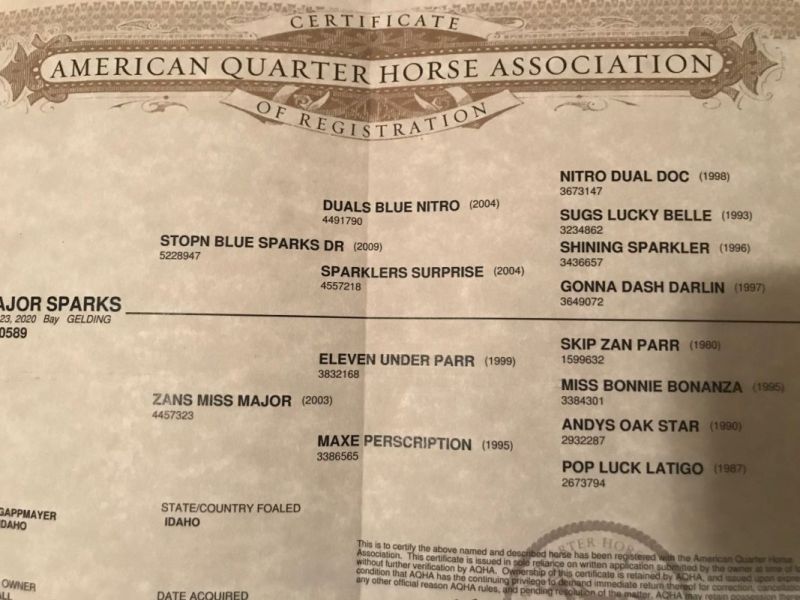 CERTIFICATE
AMERICAN QUARTER HORSE ASSOCIATION
OF REGISTRATION
NITRO DUAL DOC (1998)
3673147
DUALS BLUE NITRO (2004)
4491790
SUGS LUCKY BELLE (1993)
3234862
STOPN BLUE SPARKS DR (2009)
5228947
SHINING SPARKLER (1996)
3436657
SPARKLERS SURPRISE (2004)
4557218
GONNA DASH DARLIN (1997)
3649072
AJOR SPARKS
23, 2020 Bay GELDING
0589
SKIP ZAN PARR (1980)
1599632
ELEVEN UNDER PARR (1999)
3832168
MISS BONNIE BONANZA (1995)
3384301
ZANS MISS MAJOR (2003)
4457323
ANDYS OAK STAR (1990)
2932287
MAXE PERSCRIPTION (1995)
3386565
POP LUCK LATIGO (1987)
2673794
GAPPMAYER
DAHO
STATE/COUNTRY FOALED
IDAHO
RTER HOR
This is to certify the above named and described horse has been registered with the American Quarter Horse
Association. This certificate is issued in sole reliance on written application submitted by the owner at time of
without further verification by AQHA. Ownership of this certificate is retained by AQHA, and issued upon
condition that AQHA has the continuing privilege to demand immediate return thereof for correction,
any other official reason AQHA rules, and pending resolution of the matter. AQHA may retain possession
OWNER
DATE ACQUIRED